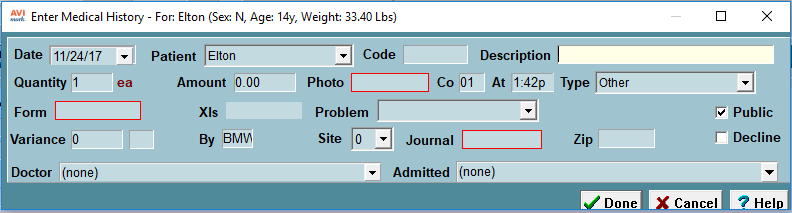 AVI
mark
Enter Medical History - For: Elton (Sex: N, Age: 14y, Weight: 33.40 Lbs)
Date 11/24/17 Patient Elton Code Description
Quantity 1 ea Amount 0.00 Photo Co 01 At 1:42p Type Other
Form Xls Problem Public
Variance 0 By BMW Site 0 Journal Zip Decline
Doctor (none) Admitted (none)
Done Cancel ? Help